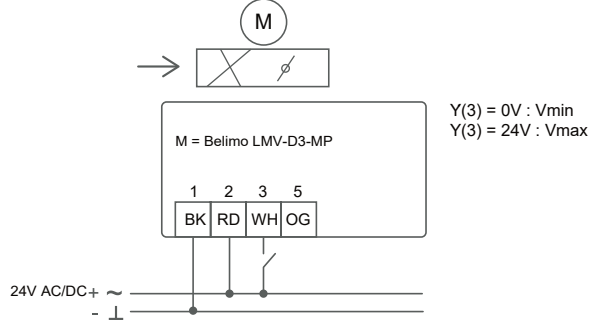 M
Y(3) = 0V : Vmin
Y(3) = 24V : Vmax
M = Belimo LMV-D3-MP
1 2 3 5
BK RD WH OG
24V AC/DC + ~
- ⊥